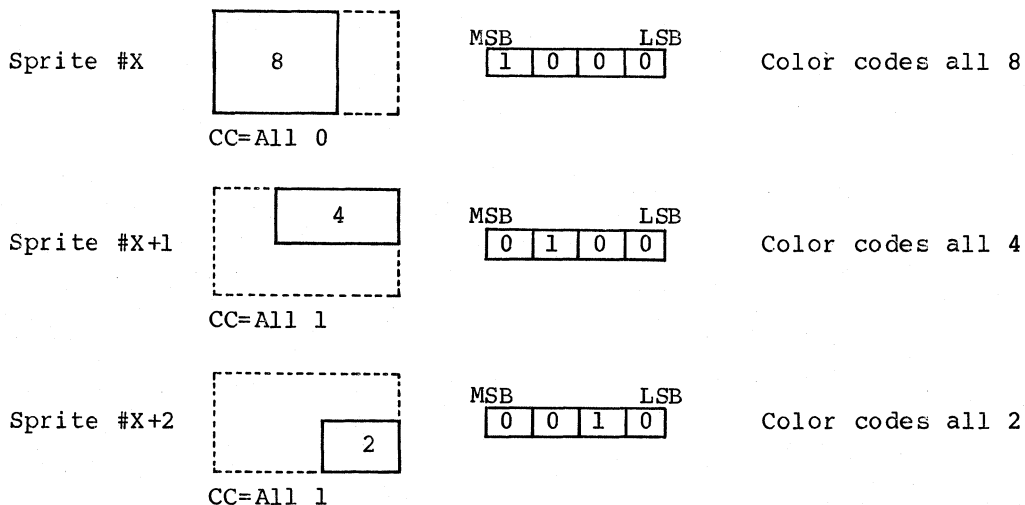 MSB LSB
Sprite #X 8 1 0 0 0 Color codes all 8
CC=All 0
4 MSB LSB
Sprite #X+1 0 1 0 0 Color codes all 4
CC=All 1
MSB LSB
Sprite #X+2 2 0 0 1 0 Color codes all 2
CC=All 1